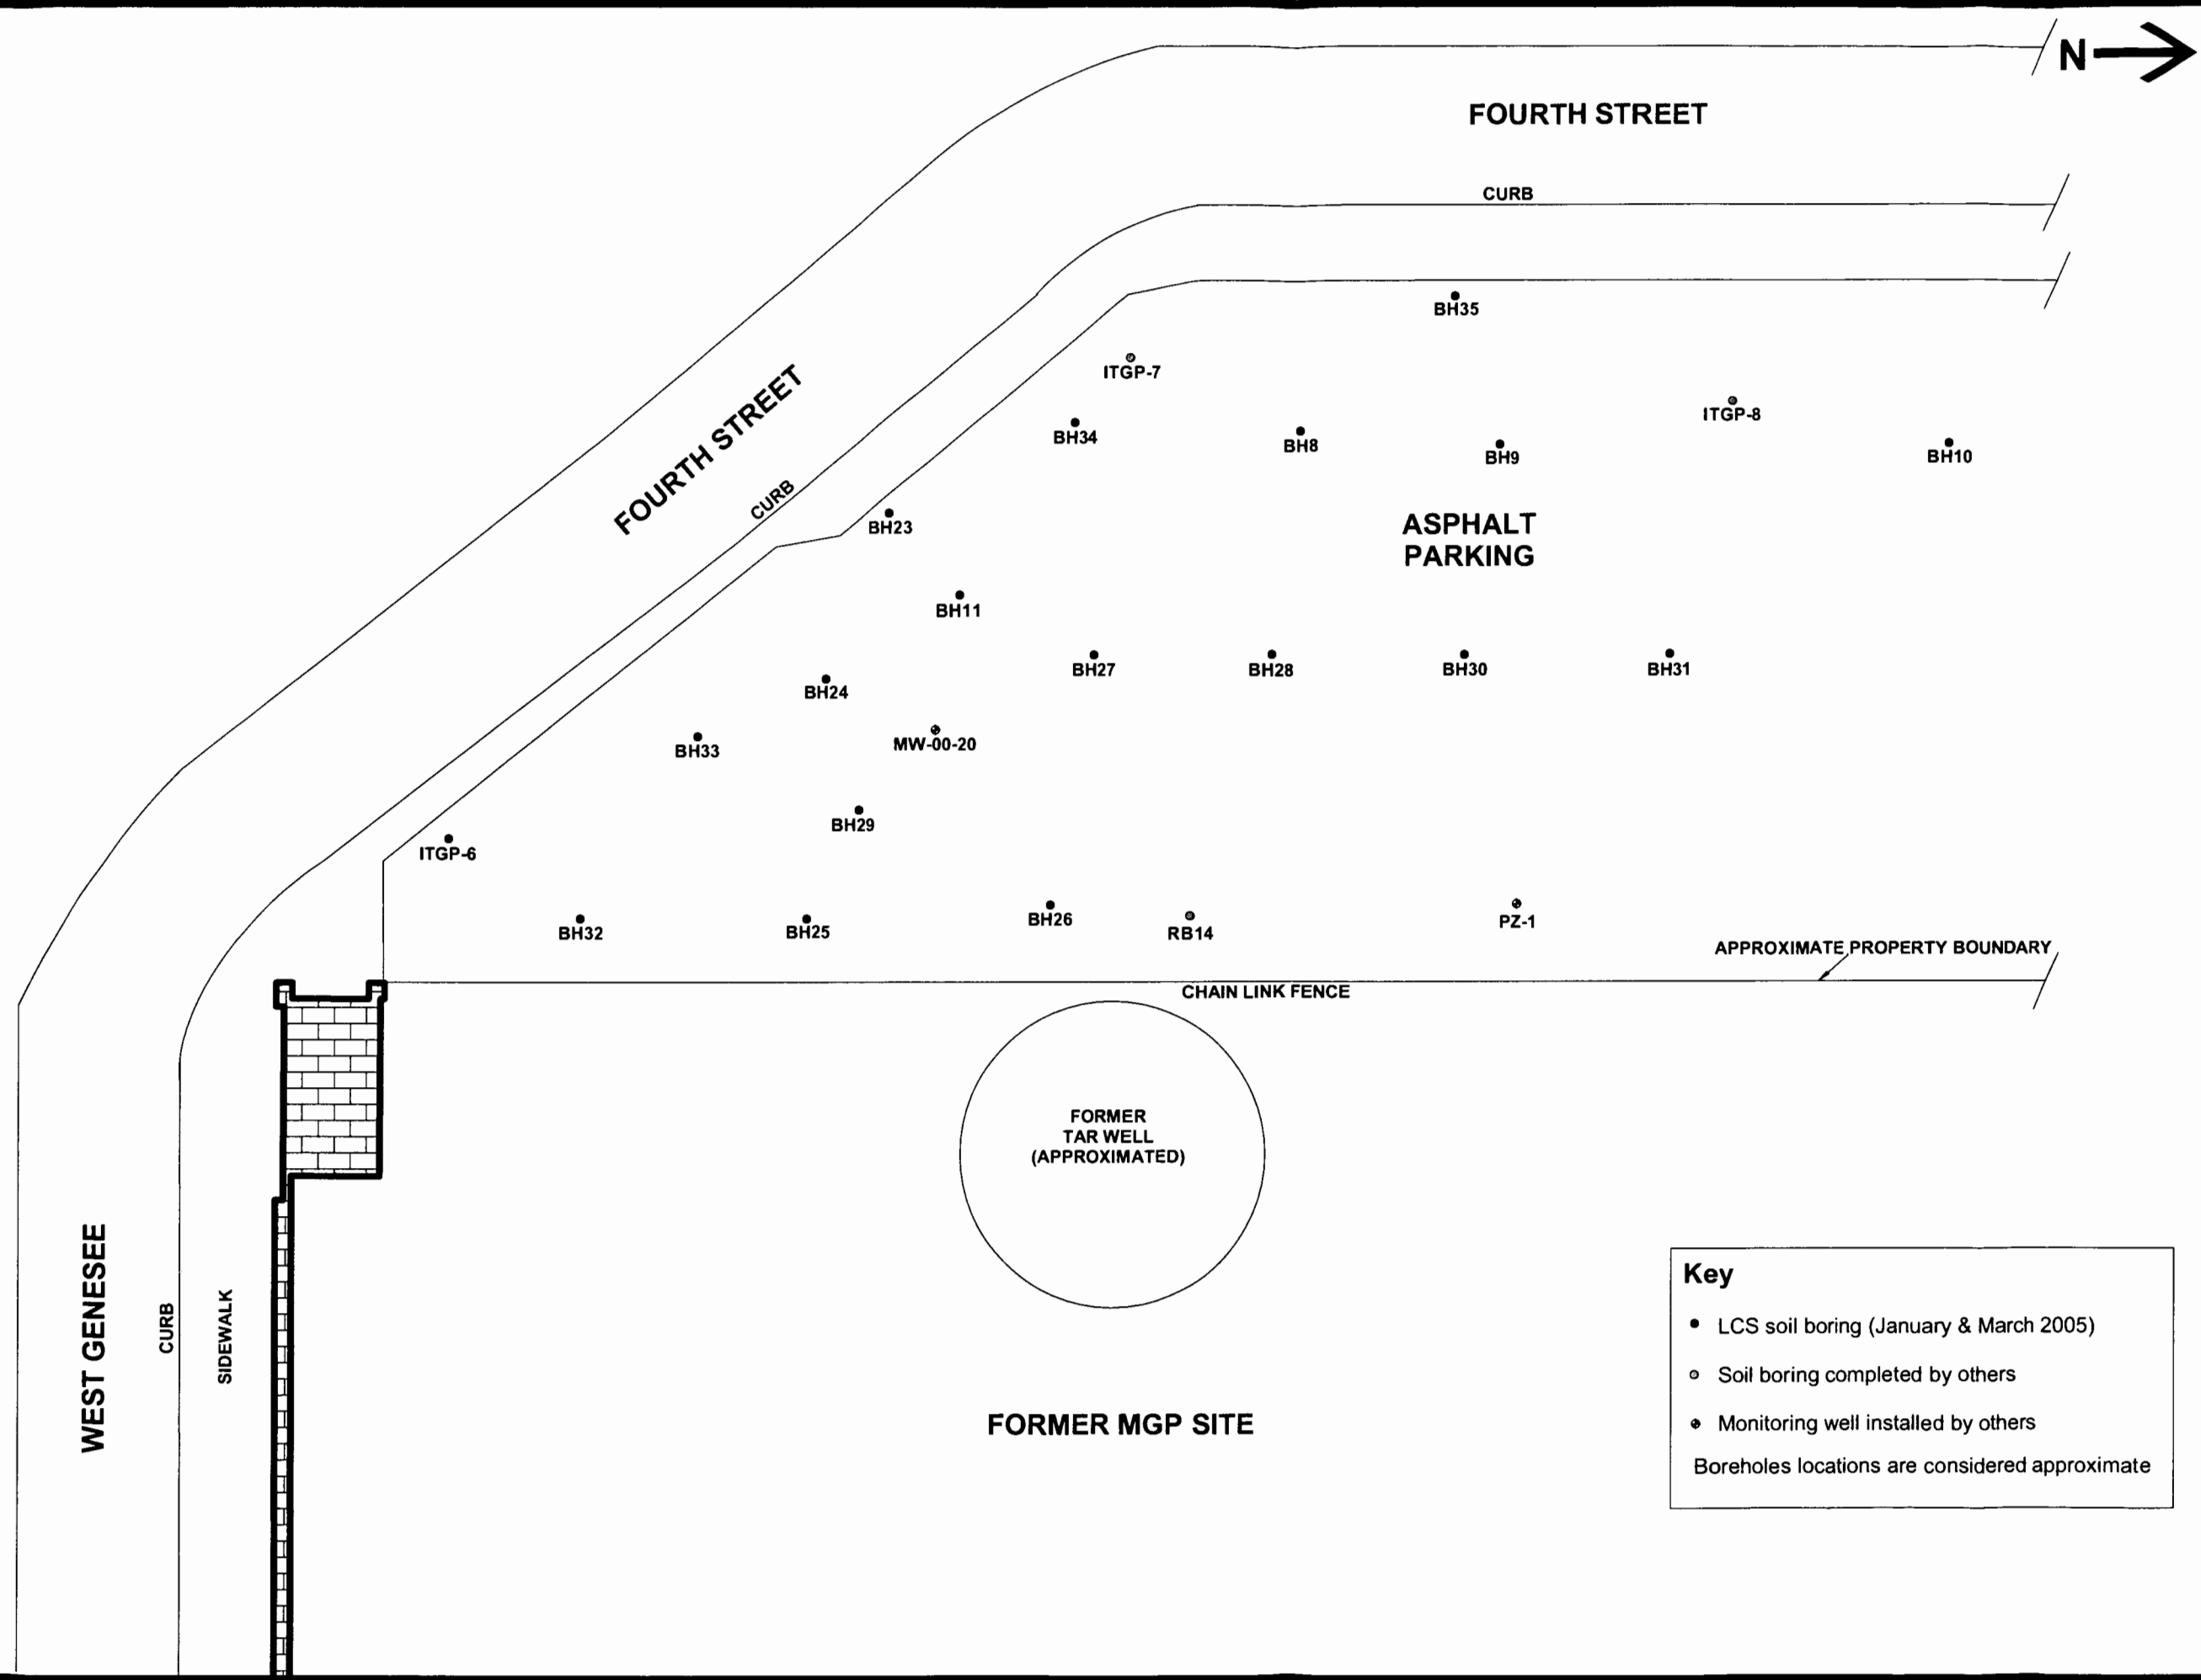 N
FOURTH STREET
CURB
BH35
ITGP-7
ITGP-8
BH34
BH8
BH9
BH10
FOURTH STREET
CURB
BH23
ASPHALT
PARKING
BH11
BH27
BH28
BH30
BH31
BH24
MW-00-20
BH33
BH29
ITGP-6
BH32
BH25
BH26
RB14
PZ-1
APPROXIMATE PROPERTY BOUNDARY
CHAIN LINK FENCE
FORMER
TAR WELL
(APPROXIMATED)
WEST GENESEE
CURB
SIDEWALK
FORMER MGP SITE
Key
LCS soil boring (January & March 2005)
Soil boring completed by others
Monitoring well installed by others
Boreholes locations are considered approximate